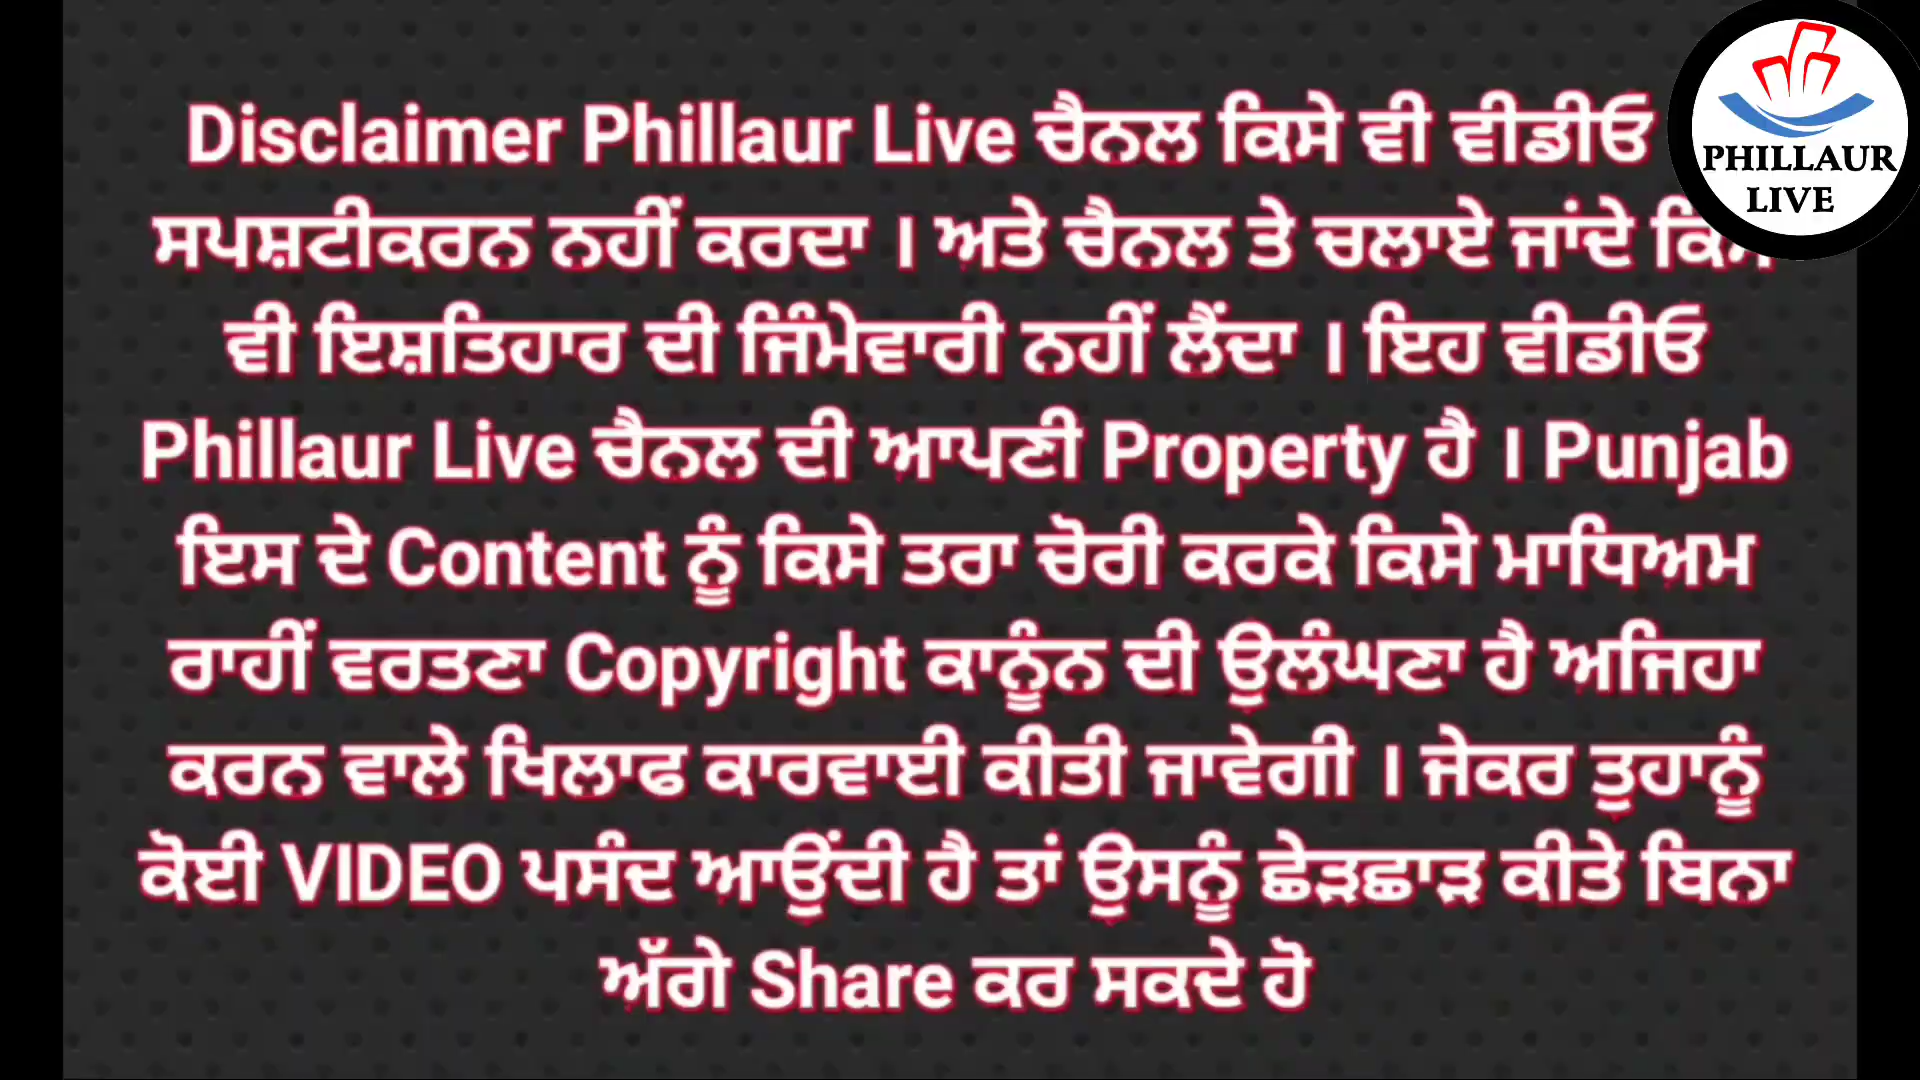 Disclaimer Phillaur Live ਚੈਨਲ ਕਿਸੇ ਵੀ ਵੀਡੀਓ
ਸਪਸ਼ਟੀਕਰਨ ਨਹੀਂ ਕਰਦਾ । ਅਤੇ ਚੈਨਲ ਤੇ ਚਲਾਏ ਜਾਂਦੇ
ਵੀ ਇਸ਼ਤਿਹਾਰ ਦੀ ਜਿੰਮੇਵਾਰੀ ਨਹੀਂ ਲੈਂਦਾ । ਇਹ ਵੀਡੀਓ
Phillaur Live ਚੈਨਲ ਦੀ ਆਪਣੀ Property ਹੈ । Punjab
ਇਸ ਦੇ Content ਨੂੰ ਕਿਸੇ ਤਰਾ ਚੋਰੀ ਕਰਕੇ ਕਿਸੇ ਮਾਧਿਅਮ
ਰਾਹੀਂ ਵਰਤਣਾ Copyright ਕਾਨੂੰਨ ਦੀ ਉਲੰਘਣਾ ਹੈ ਅਜਿਹਾ
ਕਰਨ ਵਾਲੇ ਖਿਲਾਫ ਕਾਰਵਾਈ ਕੀਤੀ ਜਾਵੇਗੀ । ਜੇਕਰ ਤੁਹਾਨੂੰ
ਕੋਈ VIDEO ਪਸੰਦ ਆਉਂਦੀ ਹੈ ਤਾਂ ਉਸਨੂੰ ਛੇੜਛਾੜ ਕੀਤੇ ਬਿਨਾ
ਅੱਗੇ Share ਕਰ ਸਕਦੇ ਹੋ
PHILLAUR
LIVE